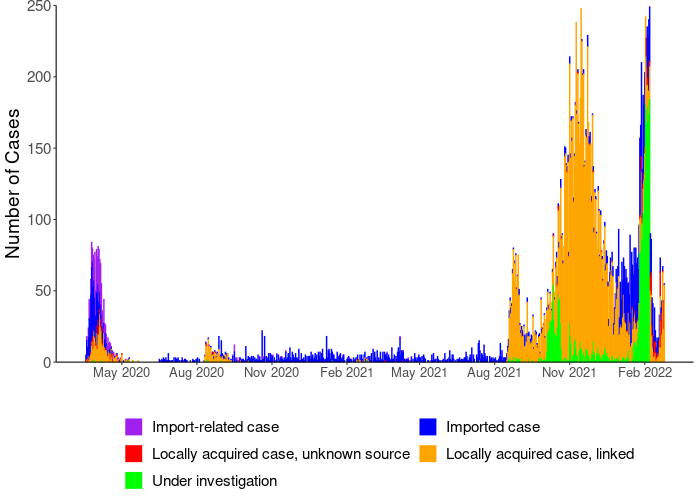 Number of Cases
250
200
150
100
50
0
May 2020 Aug 2020 Nov 2020 Feb 2021 May 2021 Aug 2021 Nov 2021 Feb 2022
Import-related case Imported case
Locally acquired case, unknown source Locally acquired case, linked
Under investigation